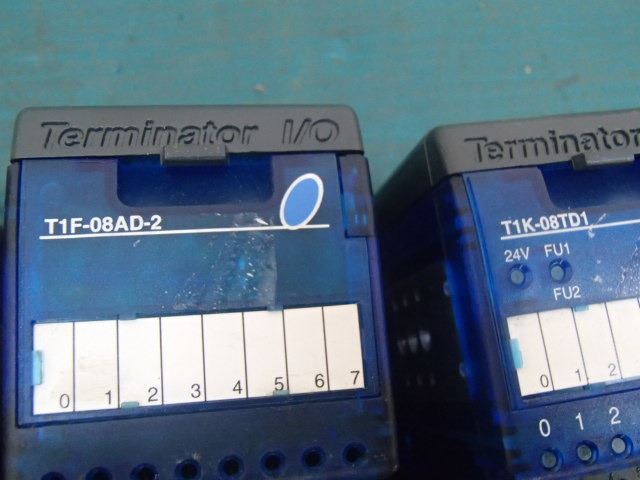 Terminator I/O
T1F-08AD-2
0 1 2 3 4 5 6 7
Terminator
T1K-08TD1
24V FU1
FU2
0 1 2
0 1 2